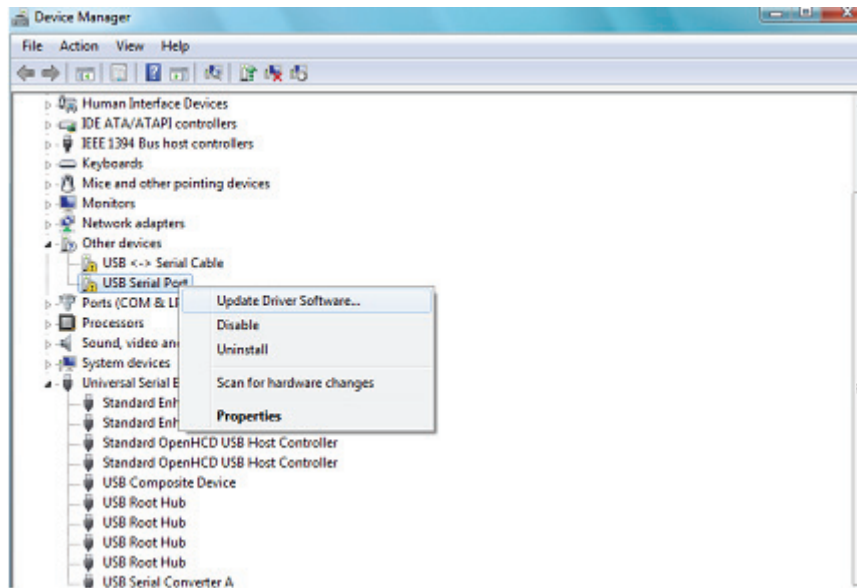 Device Manager
File Action View Help
Human Interface Devices
IDE ATA/ATAPI controllers
IEEE 1394 Bus host controllers
Keyboards
Mice and other pointing devices
Monitors
Network adapters
Other devices
USB <-> Serial Cable
USB Serial Port
Ports (COM & L
Processors
Sound, video an
System devices
Universal Serial
Standard Enh
Standard Enh
Standard OpenHCD USB Host Controller
Standard OpenHCD USB Host Controller
USB Composite Device
USB Root Hub
USB Root Hub
USB Root Hub
USB Root Hub
USB Serial Converter A
Update Driver Software...
Disable
Uninstall
Scan for hardware changes
Properties